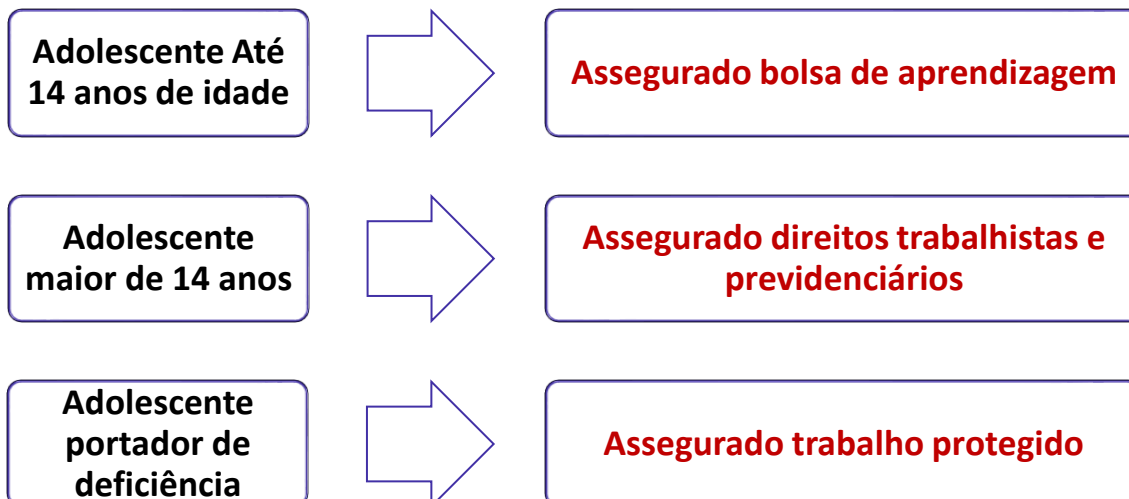 Adolescente Até
14 anos de idade
Assegurado bolsa de aprendizagem
Adolescente
maior de 14 anos
Assegurado direitos trabalhistas e
previdenciários
Adolescente
portador de
deficiência
Assegurado trabalho protegido